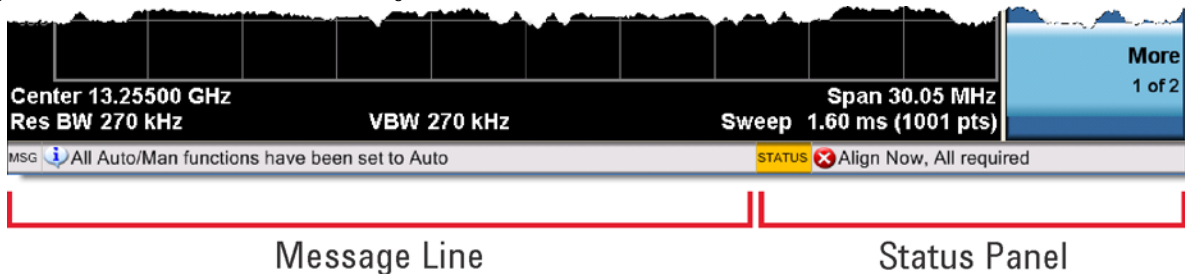 More
1 of 2
Center 13.25500 GHz
Span 30.05 MHz
Res BW 270 kHz
VBW 270 kHz
Sweep 1.60 ms (1001 pts)
MSG All Auto/Man functions have been set to Auto
STATUS Align Now, All required
Message Line
Status Panel